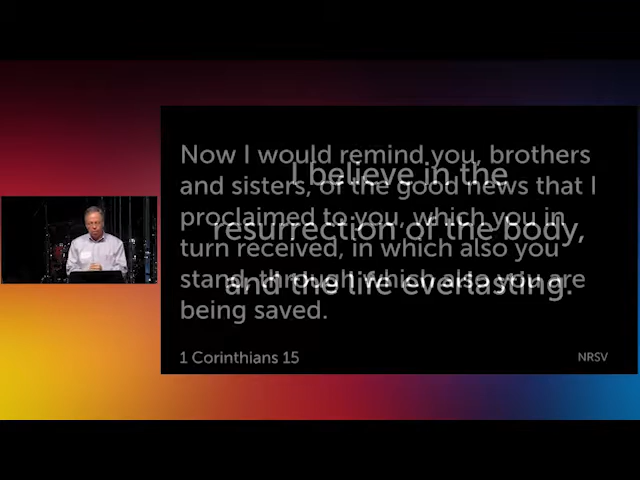 Now I would remind you, brothers
and sisters, of the good news that I
proclaimed to you, which you in
turn received, in which also you
stand, through which also you are
being saved.
1 Corinthians 15
NRSV
I believe in the
resurrection of the body,
and the life everlasting.